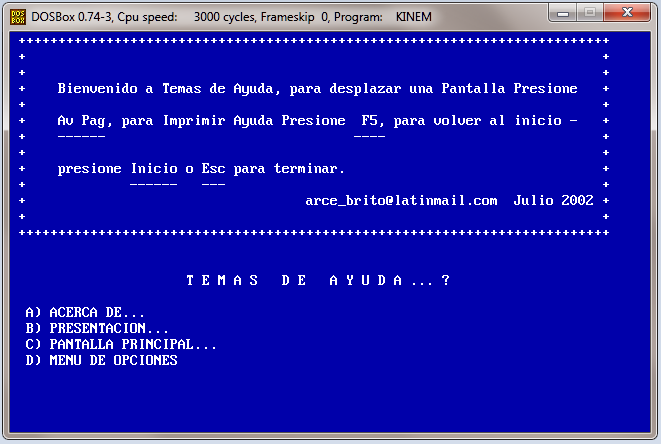 DOSBox 0.74-3, Cpu speed: 3000 cycles, Frameskip 0, Program: KINEM
++++++++++++++++++++++++++++++++++++++++++++++++++++++++++++++++++++++++++
+ +
+ +
+ Bienvenido a Temas de Ayuda, para desplazar una Pantalla Presione +
+ +
+ Av Pag, para Imprimir Ayuda Presione F5, para volver al inicio - +
+ ------ ---- +
+ +
+ presione Inicio o Esc para terminar. +
+ ------ --- +
+ arce_brito@latinmail.com Julio 2002 +
+ +
++++++++++++++++++++++++++++++++++++++++++++++++++++++++++++++++++++++++++
T E M A S D E A Y U D A ... ?
A) ACERCA DE...
B) PRESENTACION...
C) PANTALLA PRINCIPAL...
D) MENU DE OPCIONES